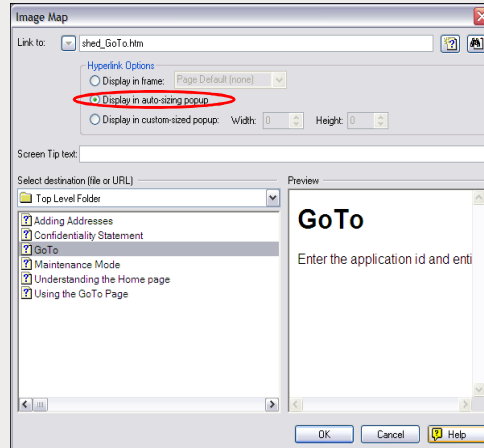 Image Map
Link to: shed_GoTo.htm
Hyperlink Options
Display in frame: Page Default (none)
Display in auto-sizing popup
Display in custom-sized popup: Width: 0 Height: 0
Screen Tip text:
Select destination (file or URL)
Top Level Folder
Adding Addresses
Confidentiality Statement
GoTo
Maintenance Mode
Understanding the Home page
Using the GoTo Page
Preview
GoTo
Enter the application id and enti
OK Cancel Help